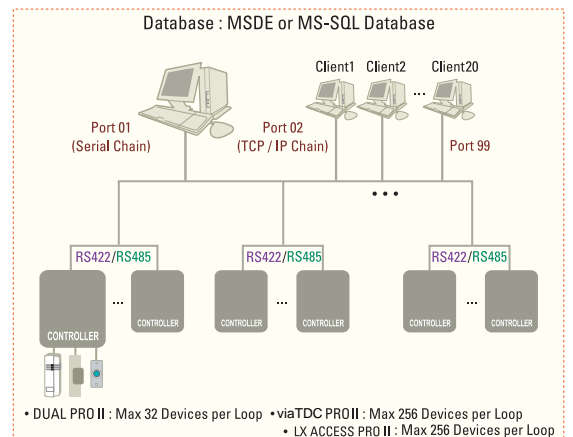 Database : MSDE or MS-SQL Database
Client1 Client2 ... Client20
Port 01
(Serial Chain)
Port 02
(TCP / IP Chain)
Port 99
...
RS422/RS485 RS422/RS485 RS422/RS485
... ... ...
CONTROLLER CONTROLLER CONTROLLER CONTROLLER CONTROLLER
CONTROLLER
• DUAL PRO II : Max 32 Devices per Loop • viaTDC PRO II : Max 256 Devices per Loop
• LX ACCESS PRO II : Max 256 Devices per Loop